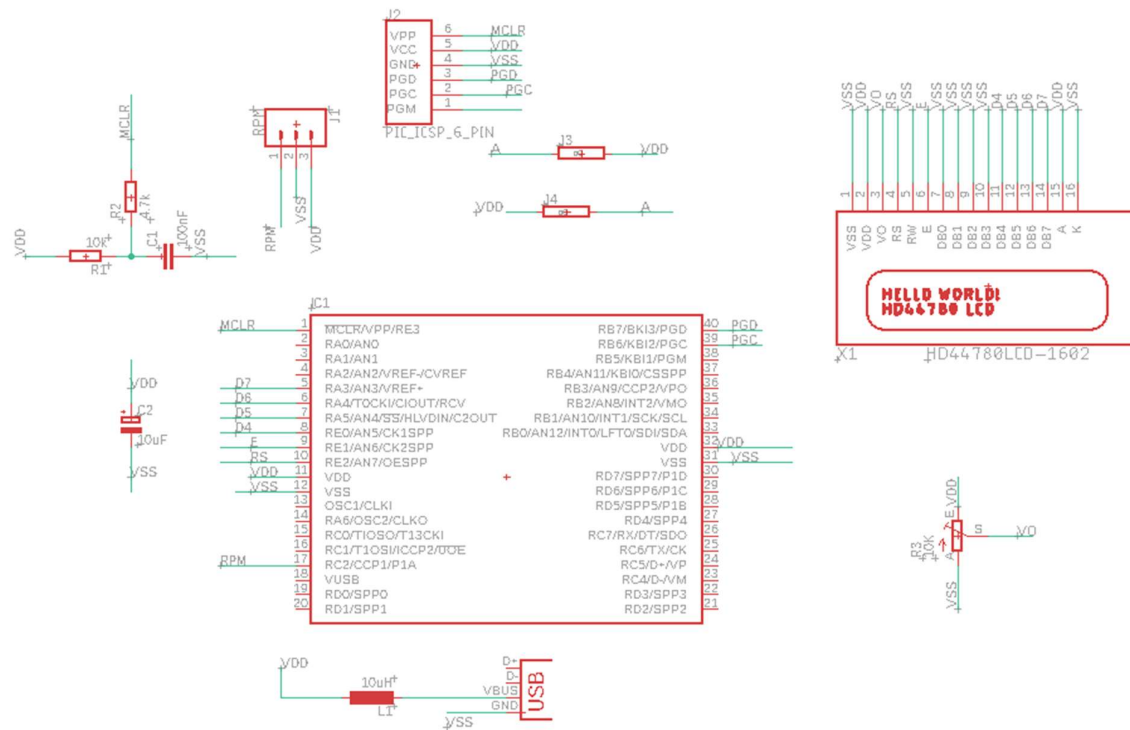 J2
VPP 6 MCLR
VCC 5 VDD
GND 4 VSS
PGD 3 PGD
PGC 2 PGC
PGM 1
PIC_ICSP_6_PIN
RPM J1
1 2 3
RPM VSS VDD
MCLR
R2 4.7k
VDD 10k R1
C1 100nF VSS
A J3 VDD
VDD J4 A
VSS VDD VO RS VSS E VSS VSS VSS VSS D4 D5 D6 D7 VDD VSS
1 2 3 4 5 6 7 8 9 10 11 12 13 14 15 16
VSS VDD VO RS RW E DB0 DB1 DB2 DB3 DB4 DB5 DB6 DB7 A K
HELLO WORLD!
HD44780 LCD
X1 HD44780LCD-1602
IC1
MCLR 1 MCLR/VPP/RE3
2 RA0/AN0
3 RA1/AN1
4 RA2/AN2/VREF-/CVREF
D7 5 RA3/AN3/VREF+
D6 6 RA4/T0CKI/CIOUT/RCV
D5 7 RA5/AN4/SS/HLVDIN/C2OUT
D4 8 RE0/AN5/CK1SPP
E 9 RE1/AN6/CK2SPP
RS 10 RE2/AN7/OESPP
VDD 11 VDD
VSS 12 VSS
13 OSC1/CLKI
14 RA6/OSC2/CLKO
15 RC0/TIOSO/T13CKI
16 RC1/T1OSI/ICCP2/UOE
RPM 17 RC2/CCP1/P1A
18 VUSB
19 RD0/SPP0
20 RD1/SPP1
RB7/BKI3/PGD 40 PGD
RB6/KBI2/PGC 39 PGC
RB5/KBI1/PGM 38
RB4/AN11/KBI0/CSSPP 37
RB3/AN9/CCP2/VPO 36
RB2/AN8/INT2/VMO 35
RB1/AN10/INT1/SCK/SCL 34
RB0/AN12/INT0/LFT0/SDI/SDA 33
VDD 32 VDD
VSS 31 VSS
RD7/SPP7/P1D 30
RD6/SPP6/P1C 29
RD5/SPP5/P1B 28
RD4/SPP4 27
RC7/RX/DT/SDO 26
RC6/TX/CK 25
RC5/D+/VP 24
RC4/D-/VM 23
RD3/SPP3 22
RD2/SPP2 21
VDD
C2
10uF
VSS
VDD
E
S VO
R3 10K
A
VSS
VDD 10uH L1
D+
D-
VBUS
GND
VSS
USB